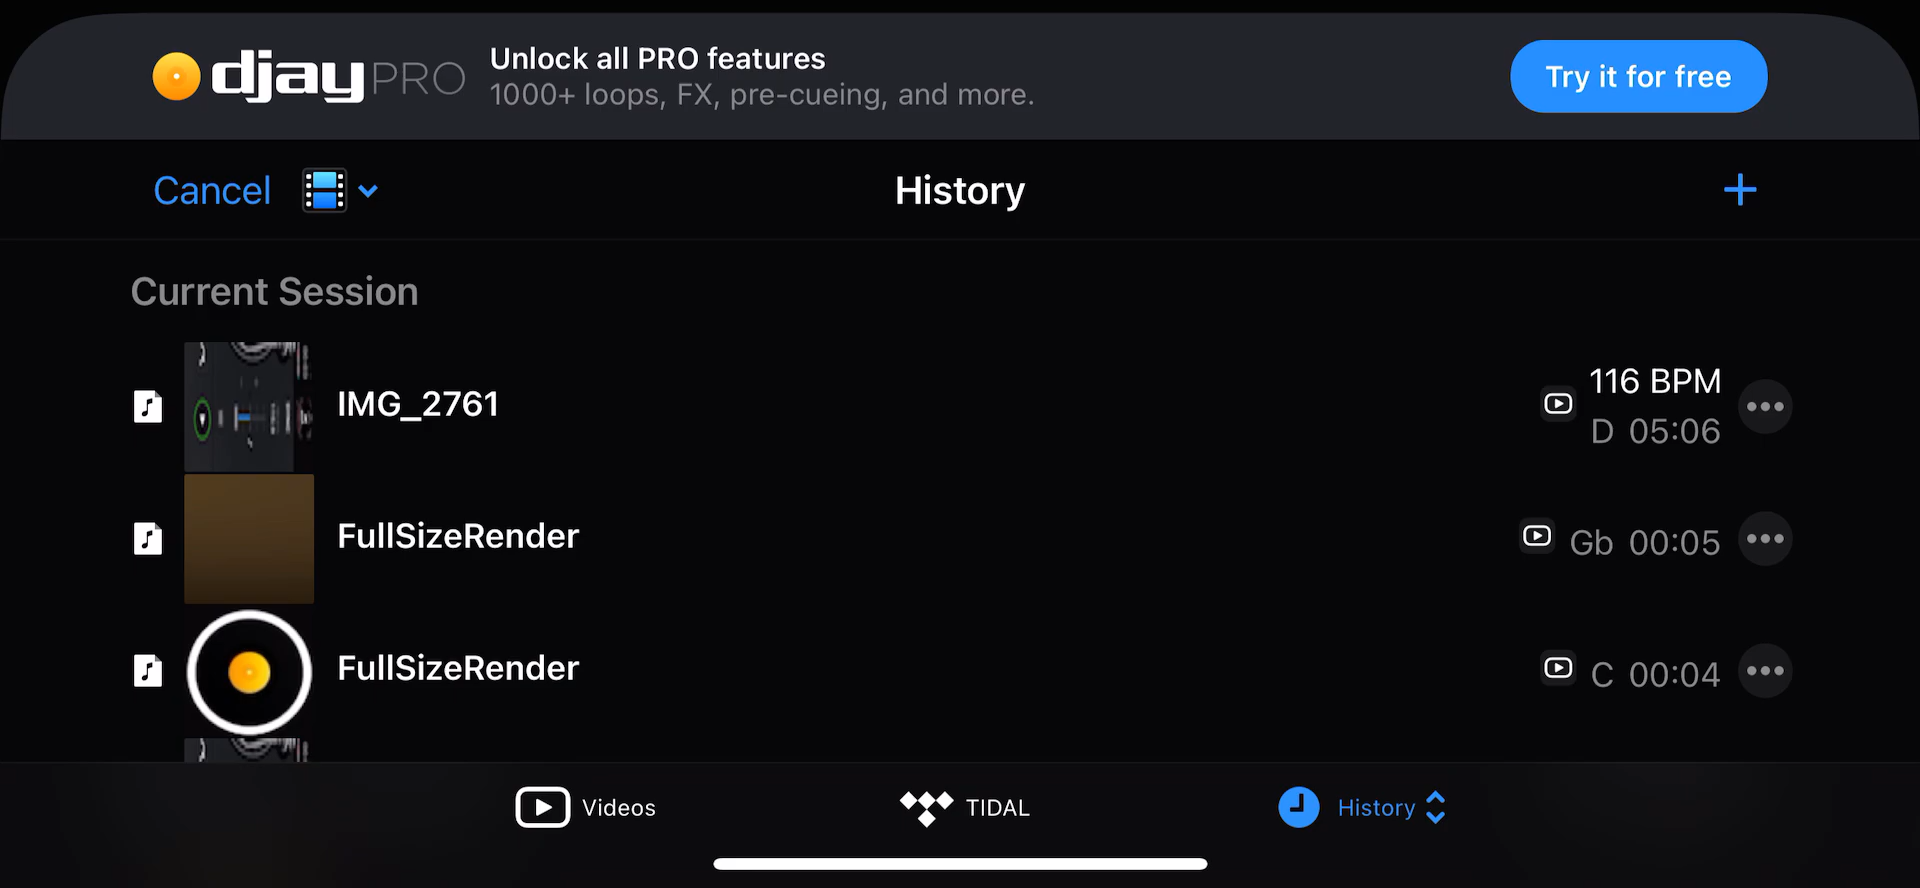 djay PRO
Unlock all PRO features
1000+ loops, FX, pre-cueing, and more.
Try it for free
Cancel
History
Current Session
IMG_2761
116 BPM
D 05:06
FullSizeRender
Gb 00:05
FullSizeRender
C 00:04
Videos
TIDAL
History